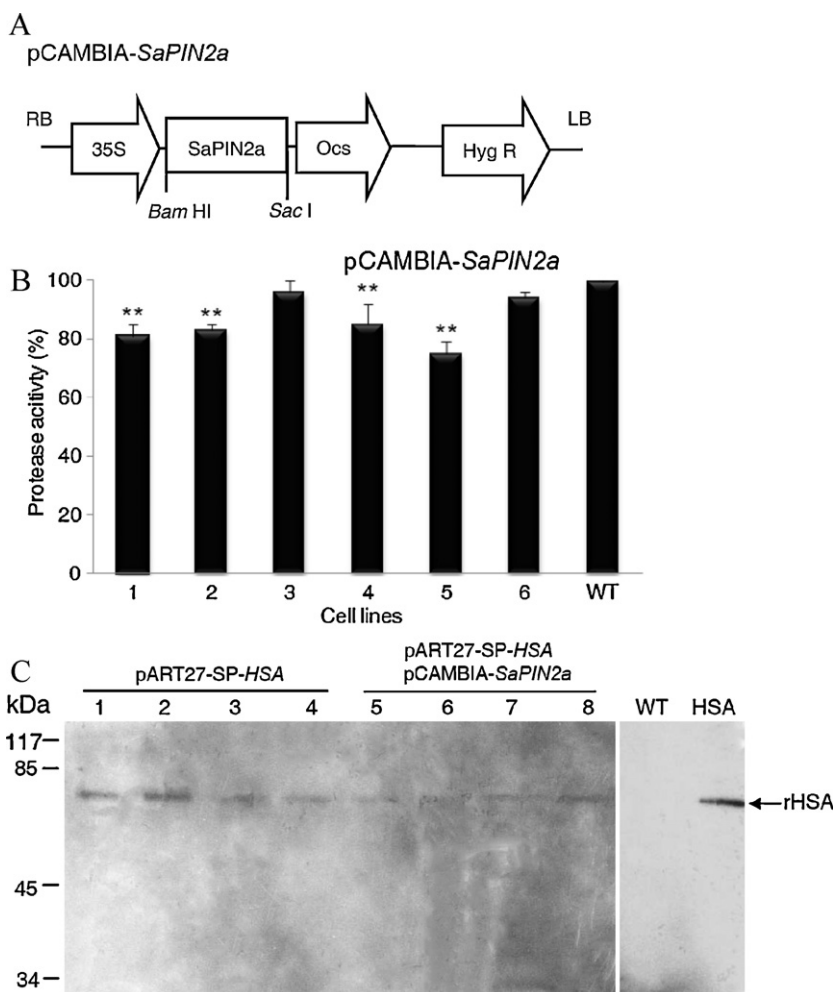 A
pCAMBIA-SaPIN2a
RB
35S
SaPIN2a
Ocs
Hyg R
LB
Bam HI
Sac I
B
pCAMBIA-SaPIN2a
Protease acitivty (%)
100
80
60
40
20
0
** ** ** **
1 2 3 4 5 6 WT
Cell lines
C
pART27-SP-HSA
pART27-SP-HSA
pCAMBIA-SaPIN2a
kDa 1 2 3 4 5 6 7 8 WT HSA
117
85
rHSA
45
34